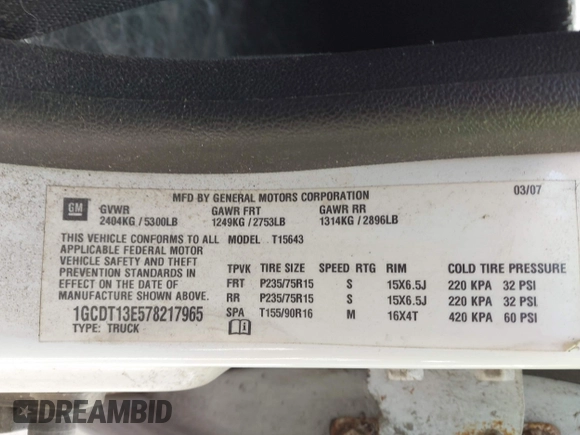 MFD BY GENERAL MOTORS CORPORATION 03/07
GM GVWR GAWR FRT GAWR RR
2404KG / 5300LB 1249KG / 2753LB 1314KG / 2896LB
THIS VEHICLE CONFORMS TO ALL MODEL T15643
APPLICABLE FEDERAL MOTOR
VEHICLE SAFETY AND THEFT TPVK TIRE SIZE SPEED RTG RIM COLD TIRE PRESSURE
PREVENTION STANDARDS IN FRT P235/75R15 S 15X6.5J 220 KPA 32 PSI
EFFECT ON THE DATE OF RR P235/75R15 S 15X6.5J 220 KPA 32 PSI
MANUFACTURE SHOWN ABOVE. SPA T155/90R16 M 16X4T 420 KPA 60 PSI
1GCDT13E578217965
TYPE: TRUCK
DREAMBID